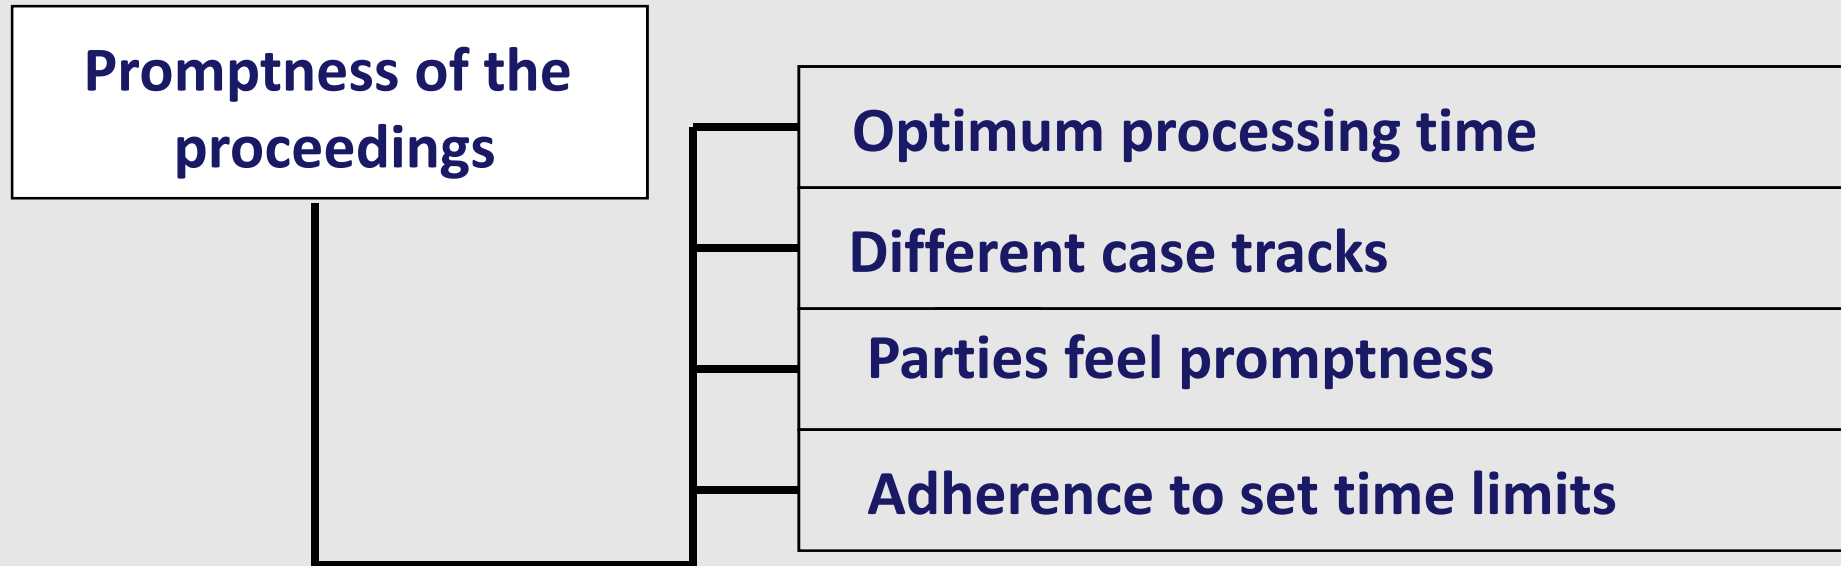 Promptness of the
proceedings
Optimum processing time
Different case tracks
Parties feel promptness
Adherence to set time limits